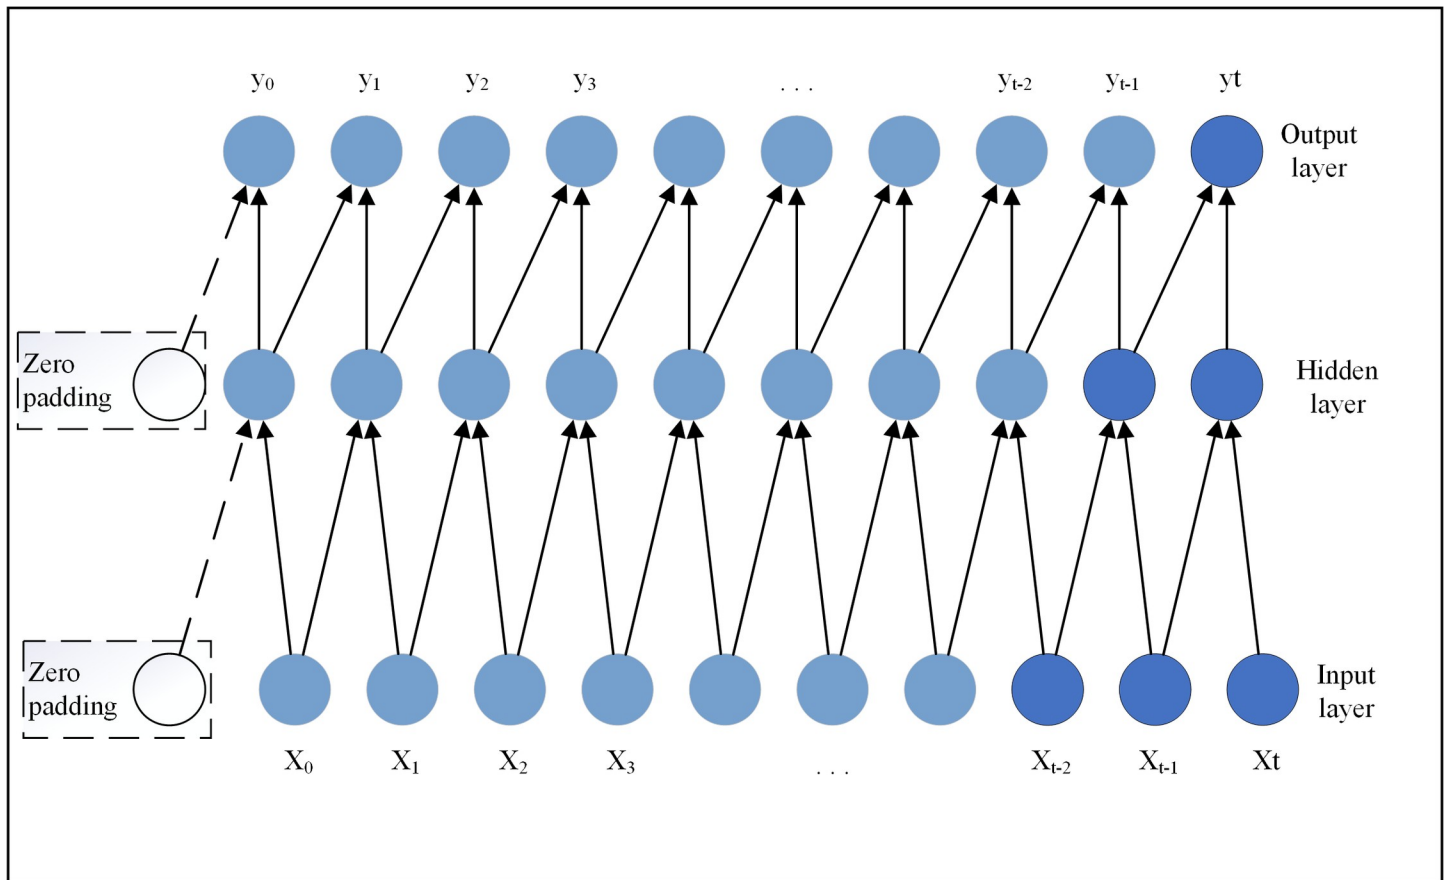 y₀ y₁ y₂ y₃ . . . yₜ₋₂ yₜ₋₁ yt
Output
layer
Zero
padding
Hidden
layer
Zero
padding
Input
layer
X₀ X₁ X₂ X₃ . . . Xₜ₋₂ Xₜ₋₁ Xt